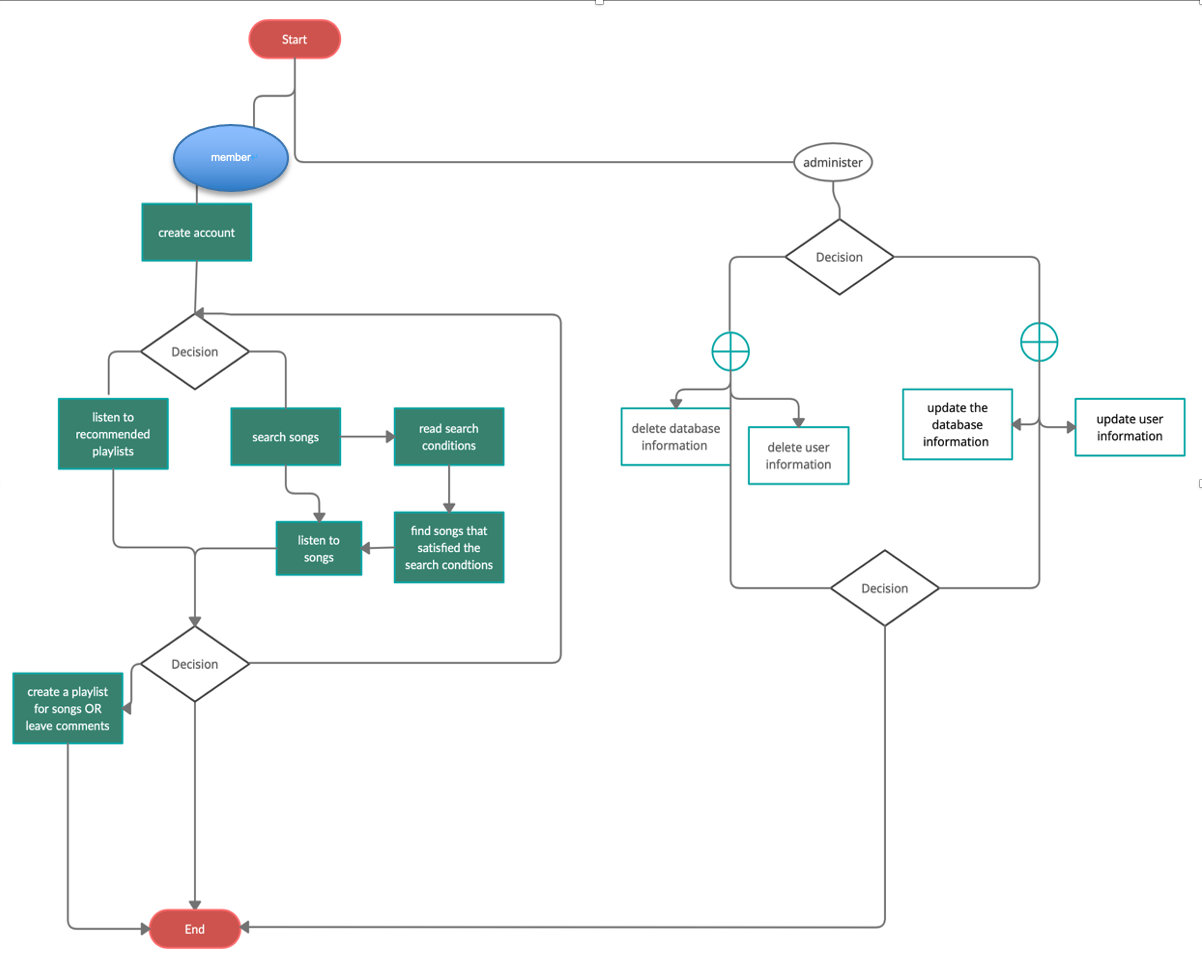 Start
member
administer
create account
Decision
Decision
listen to
recommended
playlists
search songs
read search
conditions
delete database
information
delete user
information
update the
database
information
update user
information
listen to
songs
find songs that
satisfied the
search condtions
Decision
Decision
create a playlist
for songs OR
leave comments
End